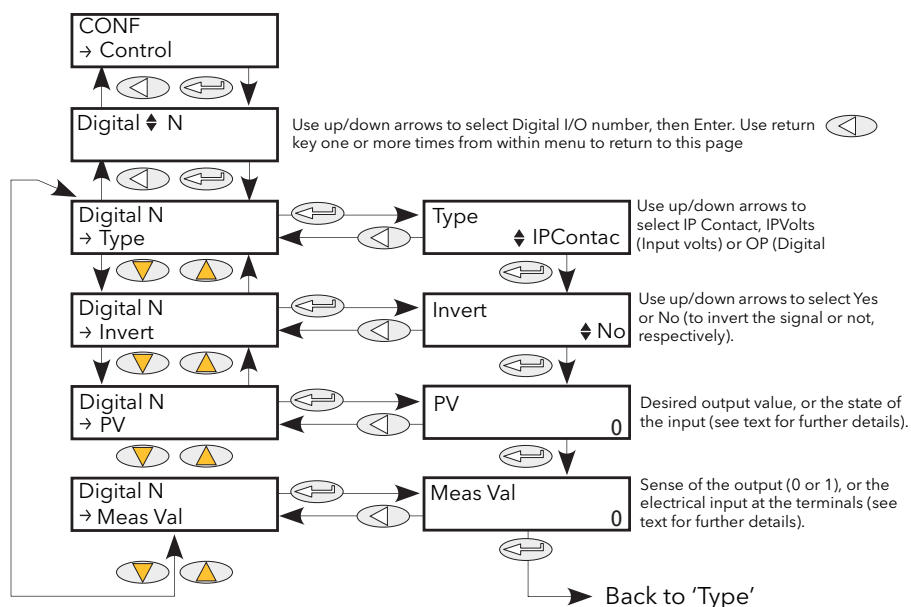 CONF
→ Control
Digital N
Use up/down arrows to select Digital I/O number, then Enter. Use return
key one or more times from within menu to return to this page
Digital N
→ Type
Type
IPContac
Use up/down arrows to
select IP Contact, IPVolts
(Input volts) or OP (Digital
Digital N
→ Invert
Invert
No
Use up/down arrows to select Yes
or No (to invert the signal or not,
respectively).
Digital N
→ PV
PV
0
Desired output value, or the state of
the input (see text for further details).
Digital N
→ Meas Val
Meas Val
0
Sense of the output (0 or 1), or the
electrical input at the terminals (see
text for further details).
Back to 'Type'